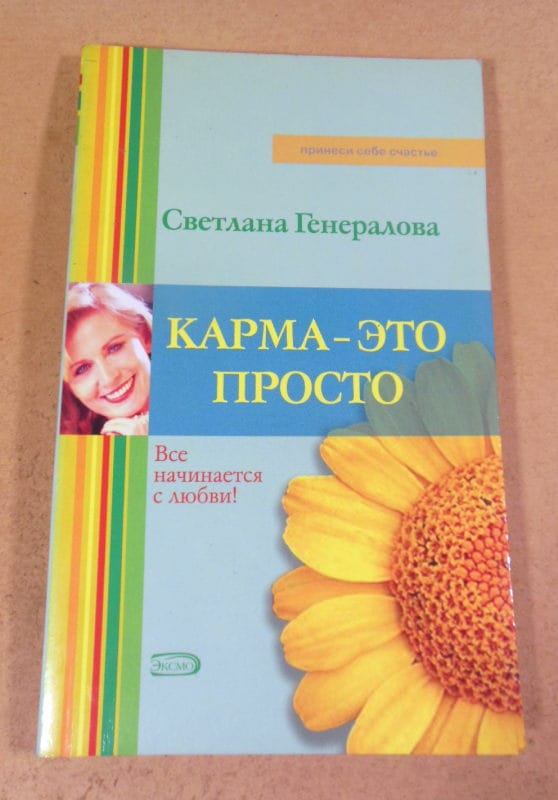 принеси себе счастье
Светлана Генералова
КАРМА – ЭТО
ПРОСТО
Все
начинается
с любви!
ЭКСМО